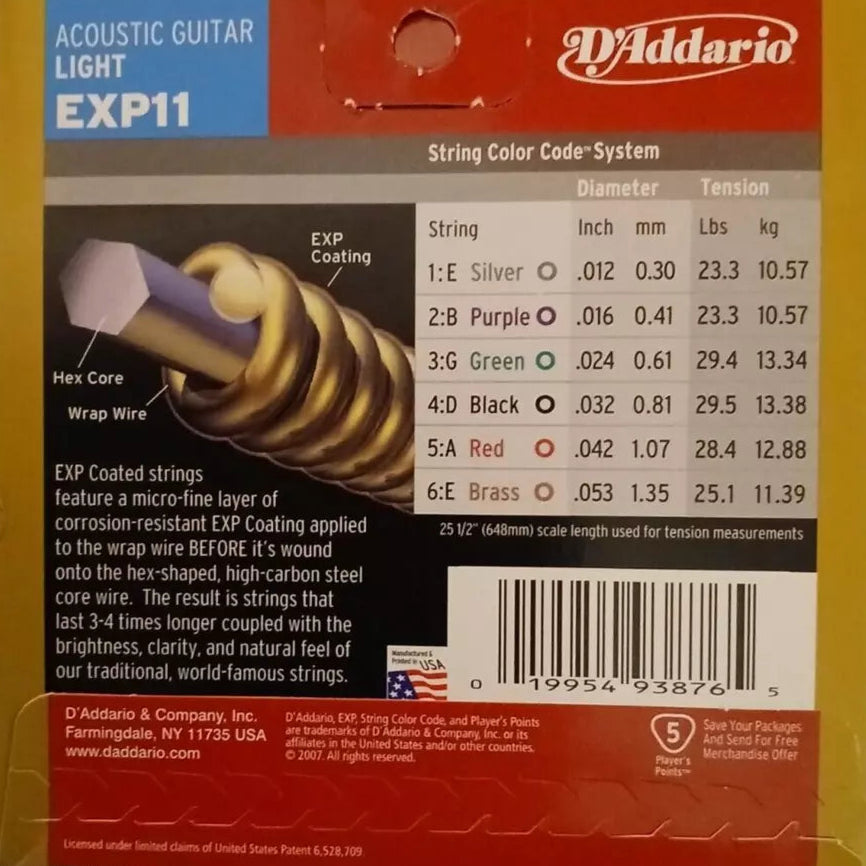 ACOUSTIC GUITAR
LIGHT
EXP11
D'Addario®
String Color Code™ System
Diameter Tension
String Inch mm Lbs kg
1:E Silver .012 0.30 23.3 10.57
2:B Purple .016 0.41 23.3 10.57
3:G Green .024 0.61 29.4 13.34
4:D Black .032 0.81 29.5 13.38
5:A Red .042 1.07 28.4 12.88
6:E Brass .053 1.35 25.1 11.39
25 1/2" (648mm) scale length used for tension measurements
EXP
Coating
Hex Core
Wrap Wire
EXP Coated strings
feature a micro-fine layer of
corrosion-resistant EXP Coating applied
to the wrap wire BEFORE it's wound
onto the hex-shaped, high-carbon steel
core wire. The result is strings that
last 3-4 times longer coupled with the
brightness, clarity, and natural feel of
our traditional, world-famous strings.
Manufactured &
Printed in USA
0 19954 93876 5
D'Addario & Company, Inc.
Farmingdale, NY 11735 USA
www.daddario.com
D'Addario, EXP, String Color Code, and Player's Points
are trademarks of D'Addario & Company, Inc. or its
affiliates in the United States and/or other countries.
© 2007. All rights reserved.
5
Player's
Points™
Save Your Packages
And Send For Free
Merchandise Offer
Licensed under limited claims of United States Patent 6,528,709